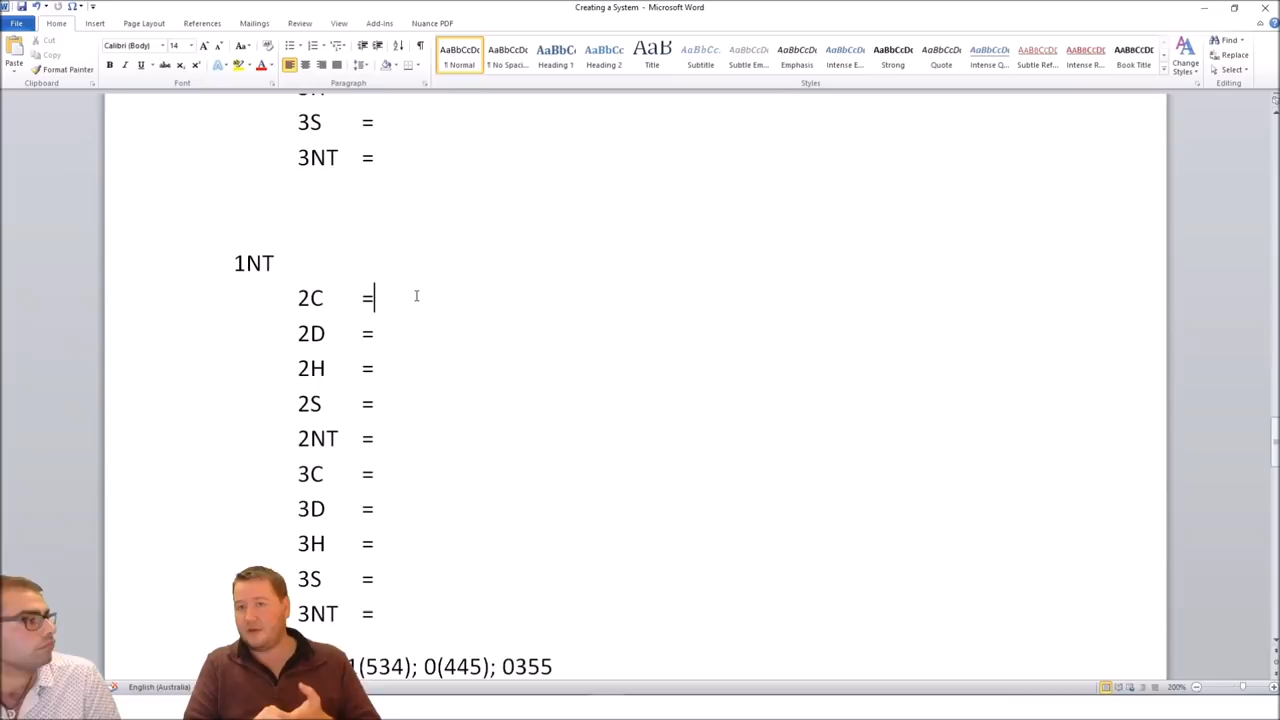 Creating a System - Microsoft Word
File Home Insert Page Layout References Mailings Review View Add-Ins Nuance PDF
Cut
Copy
Format Painter
Paste
Calibri (Body) 14
AaBbCcDc AaBbCcDc AaBbC AaBbCc AaB AaBbCc. AaBbCcDc AaBbCcDc AaBbCcDc AaBbCcDc AaBbCcDc AaBbCcDc AABBCCDC AABBCCDC AABBCCDC
¶ Normal ¶ No Spaci... Heading 1 Heading 2 Title Subtitle Subtle Em... Emphasis Intense E... Strong Quote Intense Q... Subtle Ref... Intense R... Book Title
Change Styles
Find
Replace
Select
Clipboard Font Paragraph Styles Editing
3S =
3NT =
1NT
2C =
2D =
2H =
2S =
2NT =
3C =
3D =
3H =
3S =
3NT =
1(534); 0(445); 0355
English (Australia) 200%